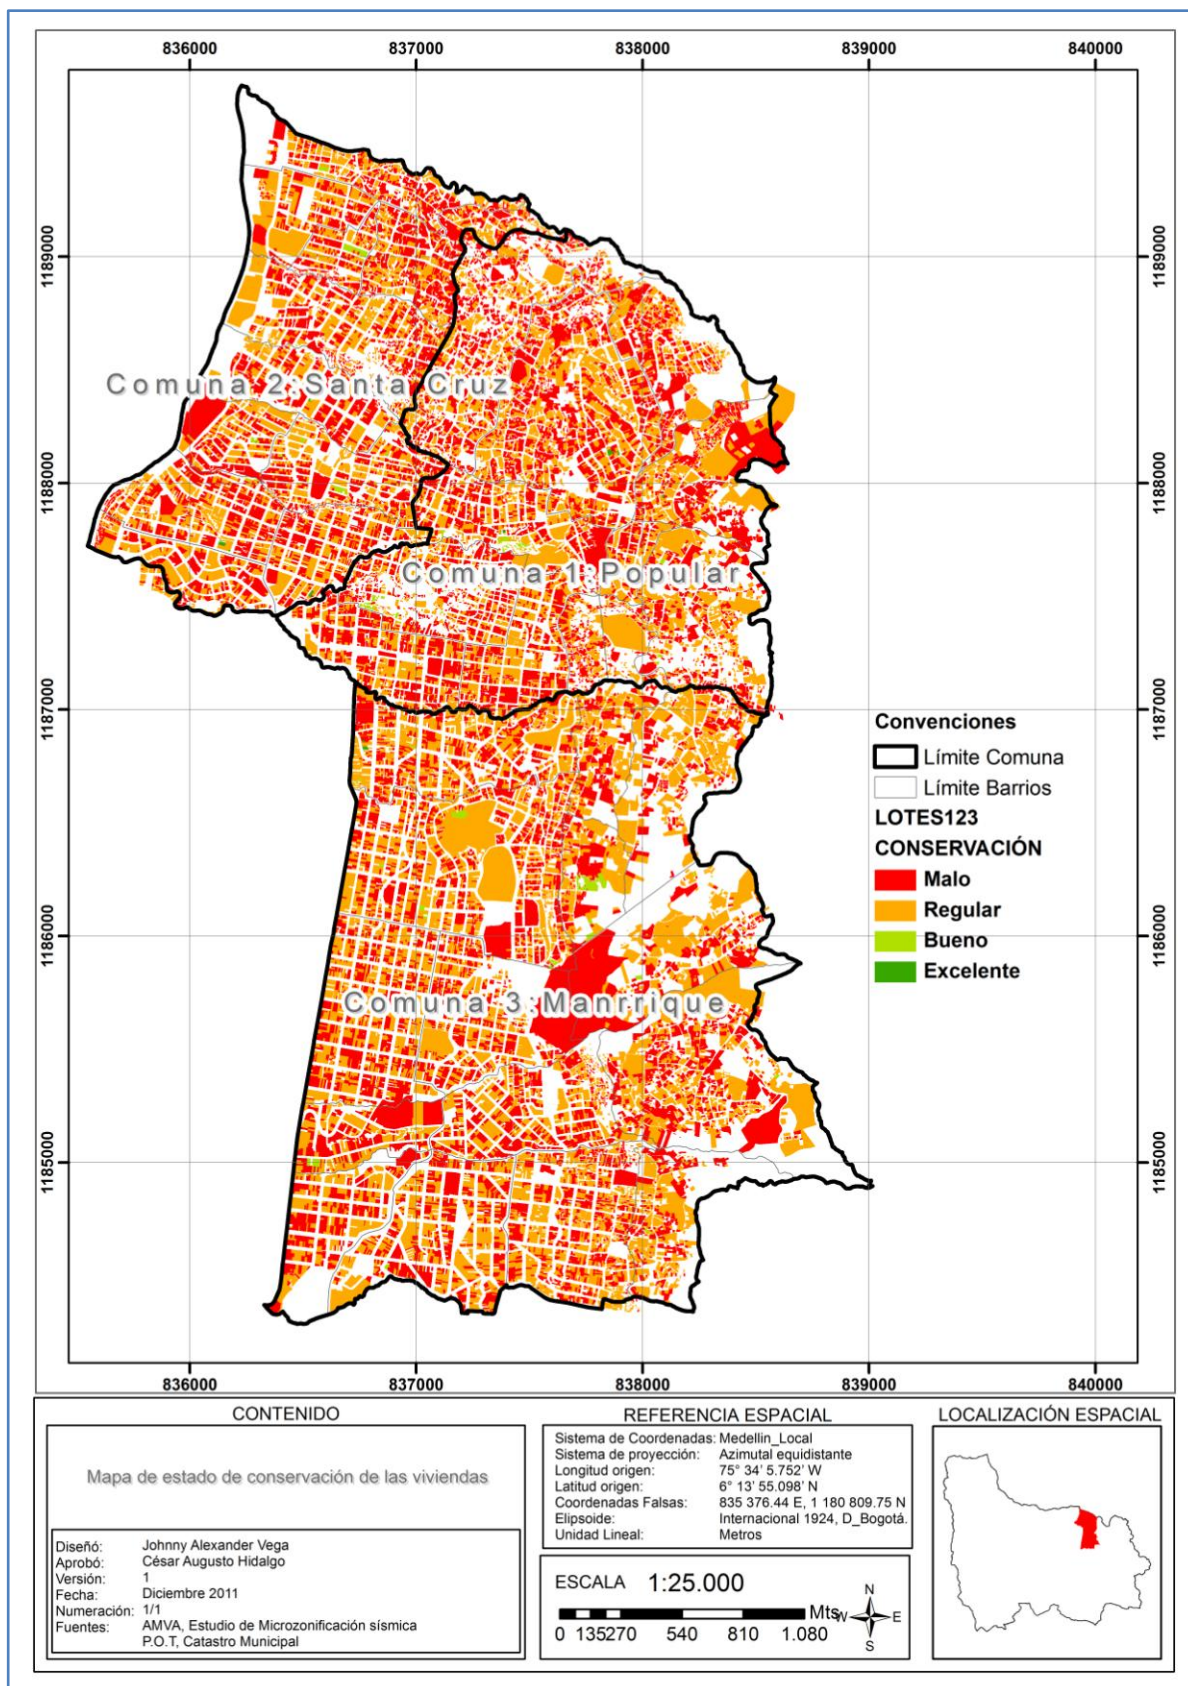 836000 837000 838000 839000 840000
1189000 1189000
Comuna 2:Santa Cruz
1188000 1188000
Comuna 1:Popular
1187000 1187000
Convenciones
Límite Comuna
Límite Barrios
LOTES123
CONSERVACIÓN
Malo
Regular
Bueno
Excelente
1186000 1186000
Comuna 3:Manrrique
1185000 1185000
836000 837000 838000 839000 840000
CONTENIDO
Mapa de estado de conservación de las viviendas
Diseñó: Johnny Alexander Vega
Aprobó: César Augusto Hidalgo
Versión: 1
Fecha: Diciembre 2011
Numeración: 1/1
Fuentes: AMVA, Estudio de Microzonificación sísmica
P.O.T, Catastro Municipal
REFERENCIA ESPACIAL
Sistema de Coordenadas: Medellin_Local
Sistema de proyección: Azimutal equidistante
Longitud origen: 75° 34' 5.752' W
Latitud origen: 6° 13' 55.098' N
Coordenadas Falsas: 835 376.44 E, 1 180 809.75 N
Elipsoide: Internacional 1924, D_Bogotá.
Unidad Lineal: Metros
ESCALA 1:25.000
Mts
0 135270 540 810 1.080
N
W E
S
LOCALIZACIÓN ESPACIAL